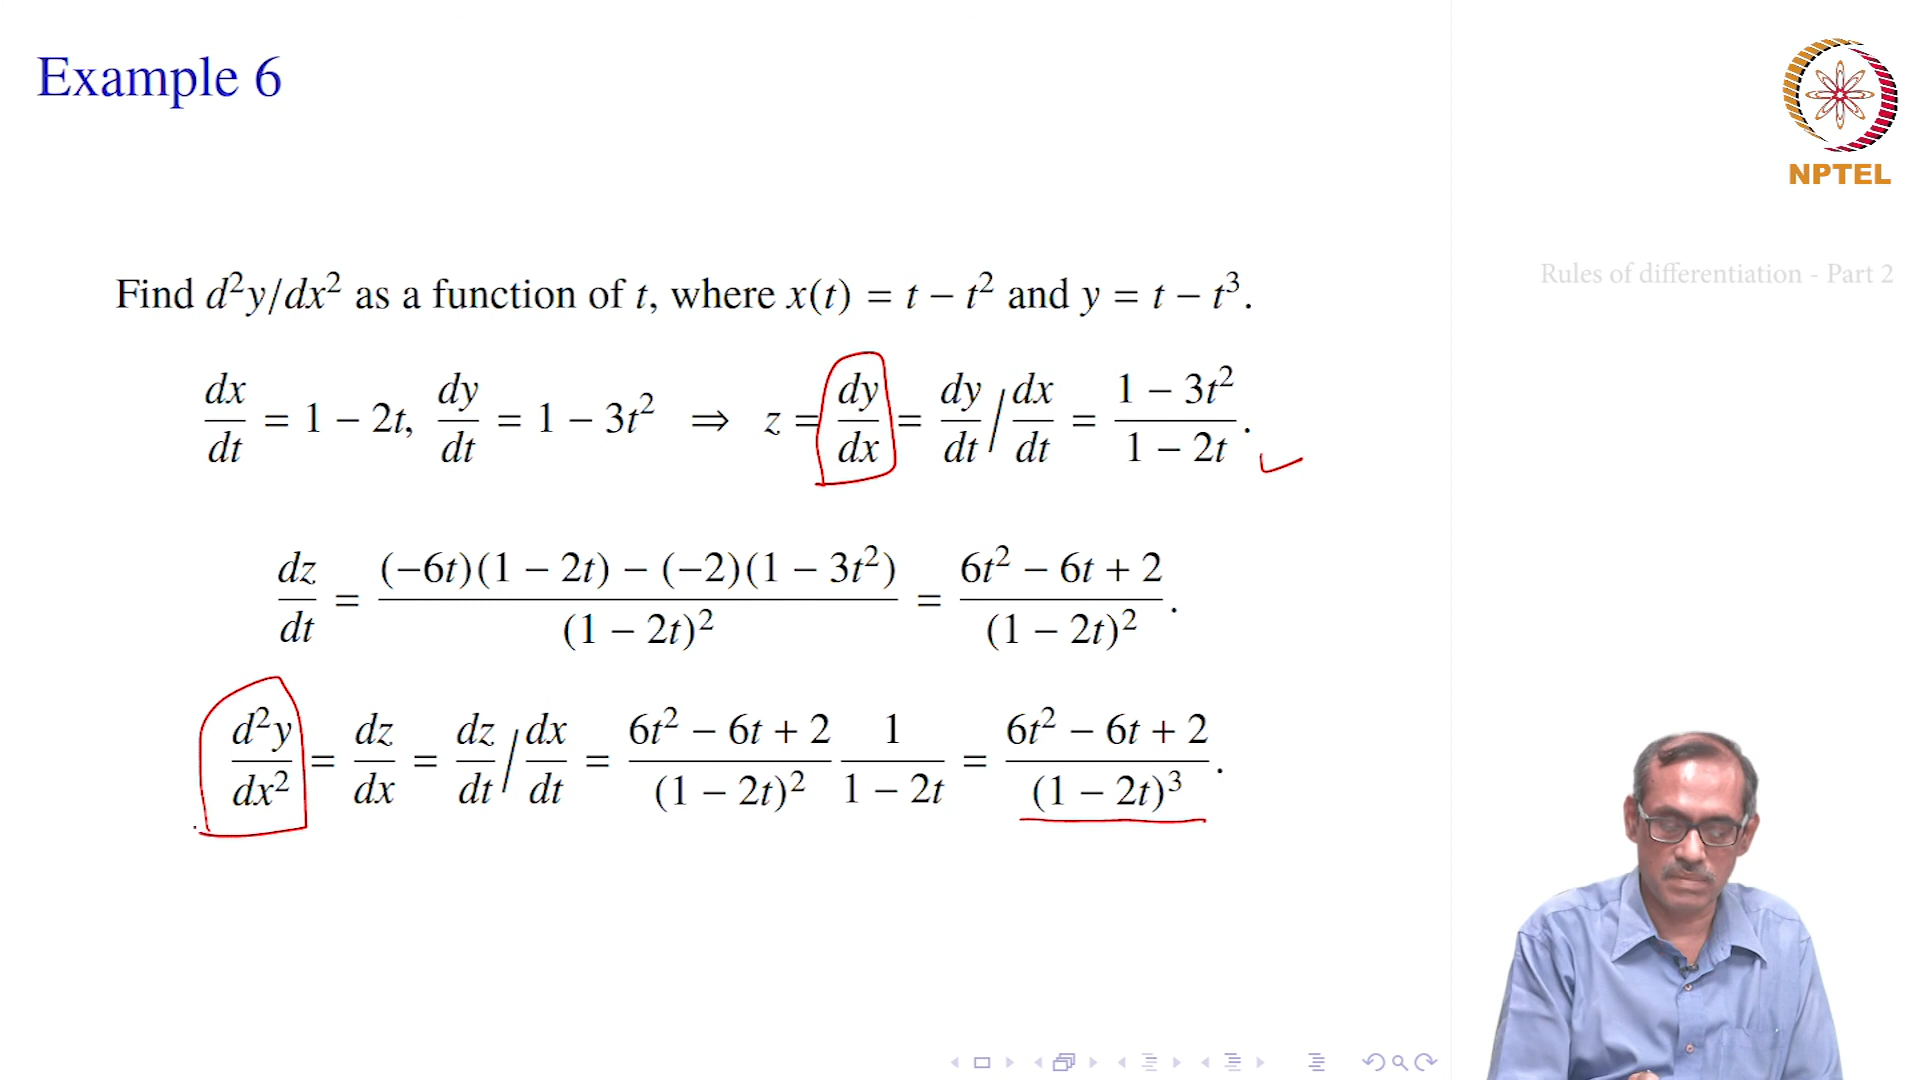 Example 6
NPTEL
Rules of differentiation - Part 2
Find d²y/dx² as a function of t, where x(t) = t − t² and y = t − t³.
dx/dt = 1 − 2t, dy/dt = 1 − 3t² ⇒ z = dy/dx = dy/dt / dx/dt = (1 − 3t²)/(1 − 2t).
dz/dt = ((−6t)(1 − 2t) − (−2)(1 − 3t²))/(1 − 2t)² = (6t² − 6t + 2)/(1 − 2t)².
d²y/dx² = dz/dx = dz/dt / dx/dt = (6t² − 6t + 2)/(1 − 2t)² 1/(1 − 2t) = (6t² − 6t + 2)/(1 − 2t)³.